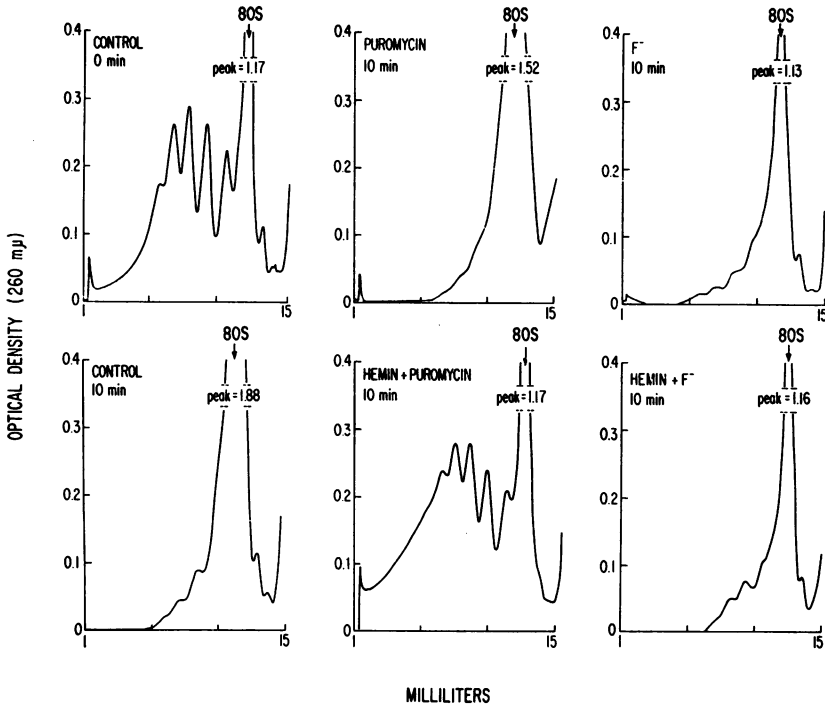 OPTICAL DENSITY (260 mµ)
80S
CONTROL
0 min
peak=1.17
0.4
0.3
0.2
0.1
0
1
15
80S
PUROMYCIN
10 min
peak=1.52
0.4
0.3
0.2
0.1
0
1
15
80S
F⁻
10 min
peak=1.13
0.4
0.3
0.2
0.1
0
1
15
80S
CONTROL
10 min
peak=1.88
0.4
0.3
0.2
0.1
0
1
15
80S
HEMIN+PUROMYCIN
10 min
peak=1.17
0.4
0.3
0.2
0.1
0
1
15
80S
HEMIN + F⁻
10 min
peak=1.16
0.4
0.3
0.2
0.1
0
1
15
MILLILITERS